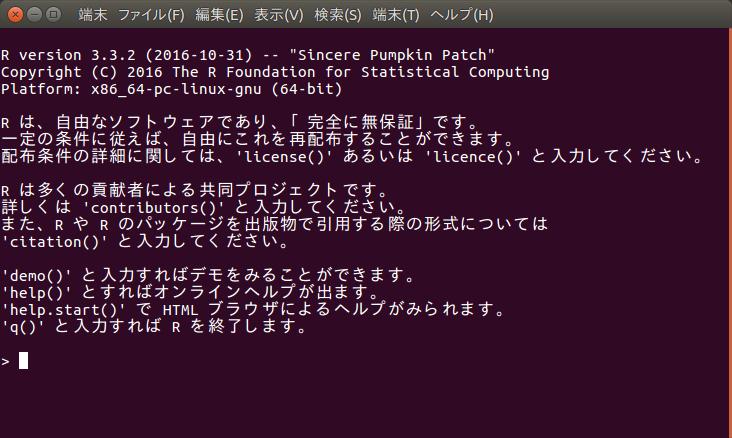 端末 ファイル(F) 編集(E) 表示(V) 検索(S) 端末(T) ヘルプ(H)
R version 3.3.2 (2016-10-31) -- "Sincere Pumpkin Patch"
Copyright (C) 2016 The R Foundation for Statistical Computing
Platform: x86_64-pc-linux-gnu (64-bit)
R は、自由なソフトウェアであり、「完全に無保証」です。
一定の条件に従えば、自由にこれを再配布することができます。
配布条件の詳細に関しては、'license()' あるいは 'licence()' と入力してください。
R は多くの貢献者による共同プロジェクトです。
詳しくは 'contributors()' と入力してください。
また、R や R のパッケージを出版物で引用する際の形式については
'citation()' と入力してください。
'demo()' と入力すればデモをみることができます。
'help()' とすればオンラインヘルプが出ます。
'help.start()' で HTML ブラウザによるヘルプがみられます。
'q()' と入力すれば R を終了します。
>